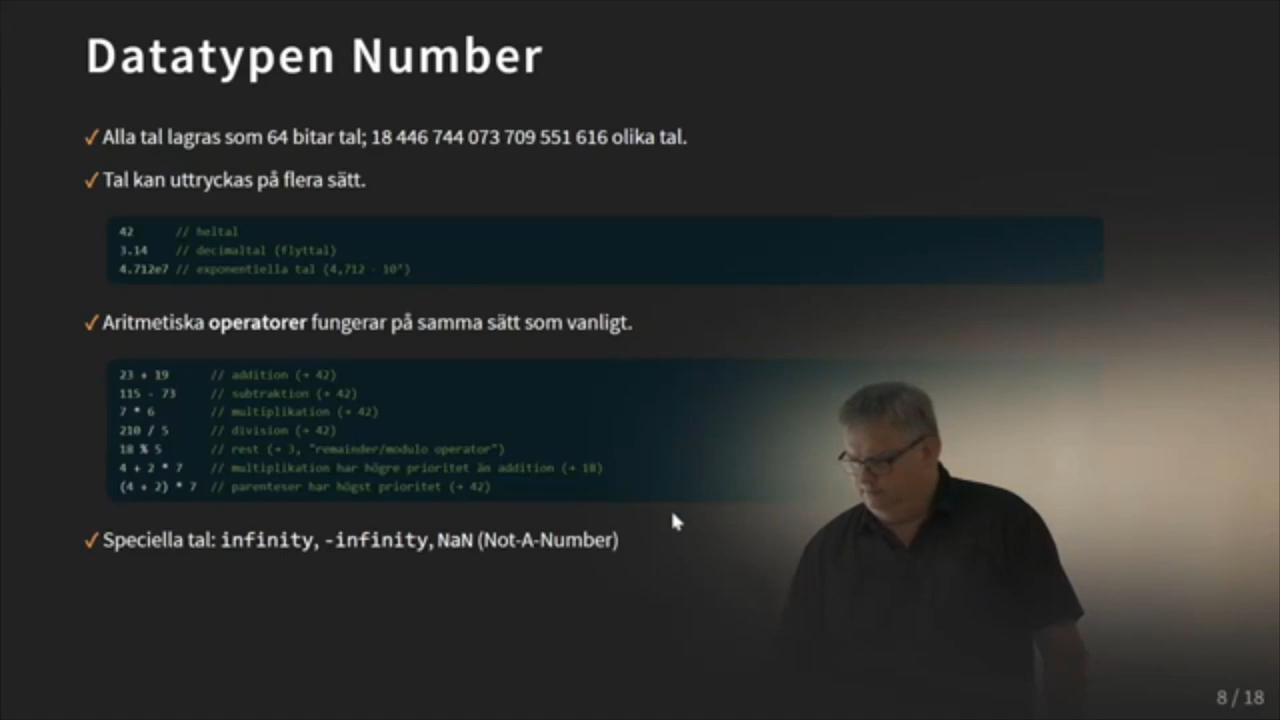 Datatypen Number
✓ Alla tal lagras som 64 bitar tal; 18 446 744 073 709 551 616 olika tal.
✓ Tal kan uttryckas på flera sätt.
42 // heltal
3.14 // decimaltal (flyttal)
4.712e7 // exponentiella tal (4,712 · 10⁷)
✓ Aritmetiska operatorer fungerar på samma sätt som vanligt.
23 + 19 // addition (→ 42)
115 - 73 // subtraktion (→ 42)
7 * 6 // multiplikation (→ 42)
210 / 5 // division (→ 42)
18 % 5 // rest (→ 3, "remainder/modulo operator")
4 + 2 * 7 // multiplikation har högre prioritet än addition (→ 18)
(4 + 2) * 7 // parenteser har högst prioritet (→ 42)
✓ Speciella tal: infinity, -infinity, NaN (Not-A-Number)
8 / 18